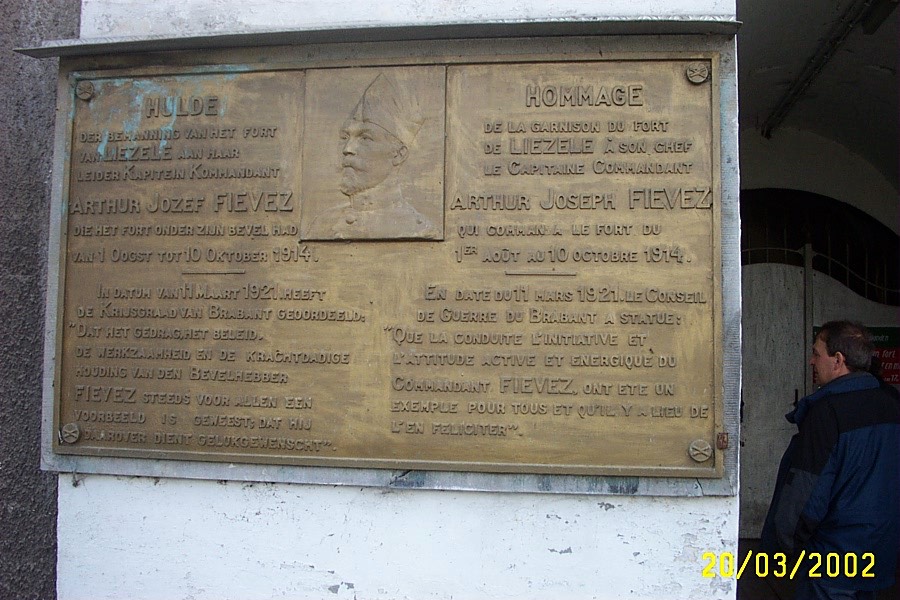 HULDE
DER BEMANNING VAN HET FORT
VAN LIEZELE AAN HAAR
LEIDER KAPITEIN KOMMANDANT
ARTHUR JOZEF FIEVEZ
DIE HET FORT ONDER ZIJN BEVEL HAD
VAN 1 OOGST TOT 10 OKTOBER 1914.
IN DATUM VAN 11 MAART 1921, HEEFT
DE KRIJGSRAAD VAN BRABANT GEOORDEELD:
"DAT HET GEDRAG, HET BELEID,
DE WERKZAAMHEID EN DE KRACHTDADIGE
HOUDING VAN DEN BEVELHEBBER
FIEVEZ STEEDS VOOR ALLEN EEN
VOORBEELD IS GEWEEST; DAT HIJ
DAAROVER DIENT GELUKGEWENSCHT".
HOMMAGE
DE LA GARNISON DU FORT
DE LIEZELE À SON CHEF
LE CAPITAINE COMMANDANT
ARTHUR JOSEPH FIEVEZ
QUI COMMAN A LE FORT DU
1ER AOÛT AU 10 OCTOBRE 1914.
EN DATE DU 11 MARS 1921, LE CONSEIL
DE GUERRE DU BRABANT A STATUE:
"QUE LA CONDUITE L'INITIATIVE ET
L'ATTITUDE ACTIVE ET ENERGIQUE DU
COMMANDANT FIEVEZ, ONT ETE UN
EXEMPLE POUR TOUS ET QU'IL Y A LIEU DE
L'EN FELICITER".
20/03/2002